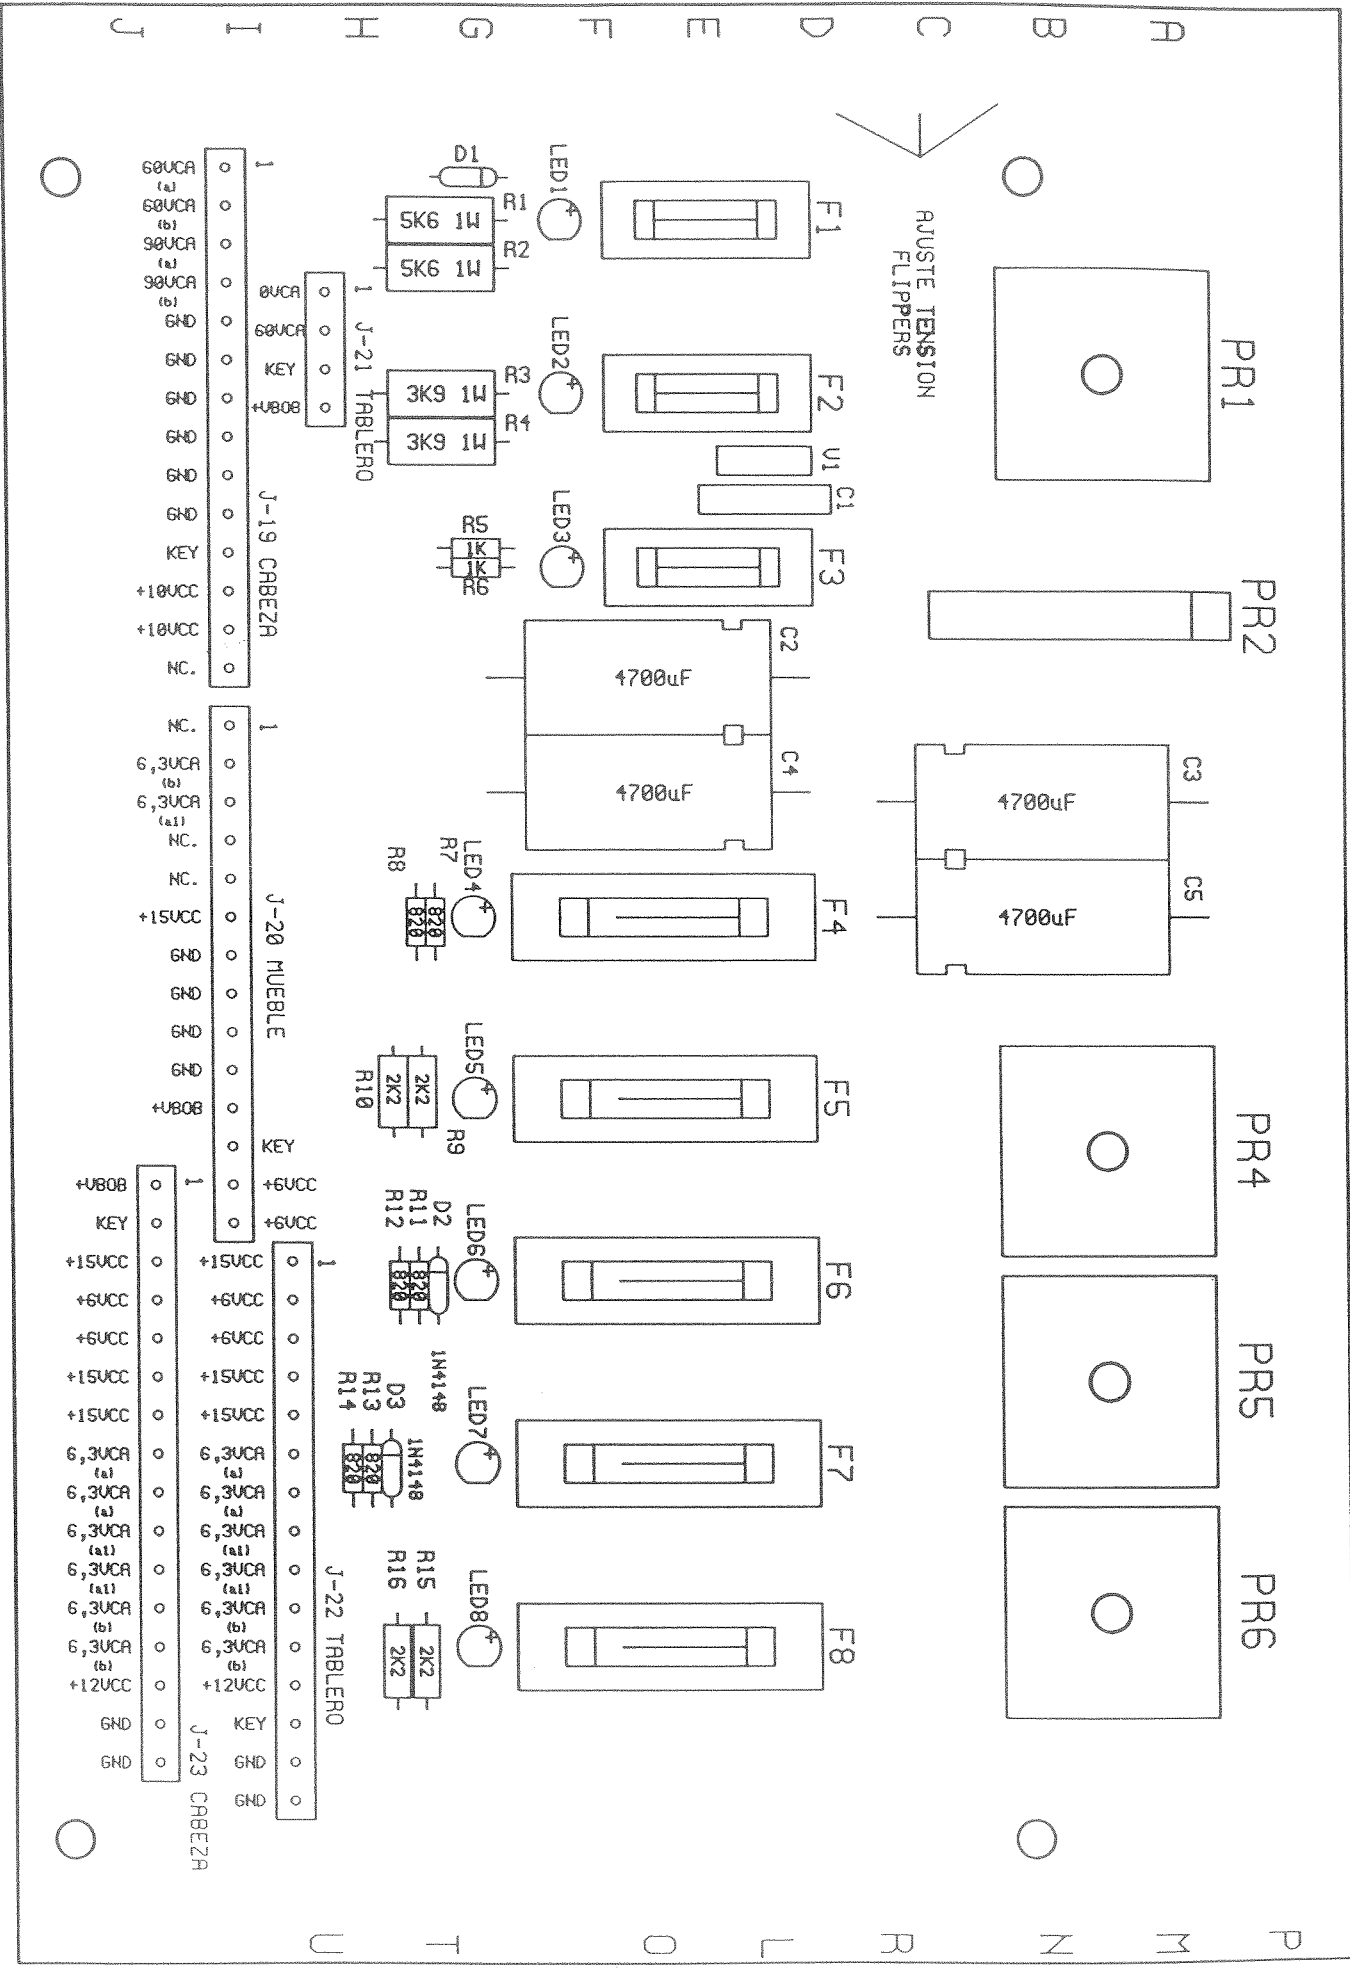 J I H G F E D C B A
AJUSTE TENSION
FLIPPERS
D1
LED1
+
F1
R1
5K6 1W
R2
5K6 1W
PR1
LED2
+
F2
R3
3K9 1W
R4
3K9 1W
V1
C1
R5
1K
1K
R6
LED3
+
F3
PR2
C2
4700uF
C4
4700uF
C3
4700uF
C5
4700uF
R8
R7
LED4
+
820
820
F4
LED5
+
F5
R10
2K2
2K2
R9
PR4
R12
R11
D2
LED6
+
820
820
1N4148
F6
R14
R13
D3
LED7
+
820
820
1N4148
F7
PR5
R16
R15
LED8
+
2K2
2K2
F8
PR6
J-19 CABEZA
1
60VCA
(a)
60VCA
(b)
90VCA
(a)
90VCA
(b)
GND
GND
GND
GND
GND
GND
KEY
+10VCC
+10VCC
NC.
J-21 TABLERO
1
0VCA
60VCA
KEY
+VBOB
J-20 MUEBLE
1
NC.
6,3VCA
(b)
6,3VCA
(a1)
NC.
NC.
+15VCC
GND
GND
GND
GND
+VBOB
KEY
+6VCC
+6VCC
J-23 CABEZA
1
+VBOB
KEY
+15VCC
+6VCC
+6VCC
+15VCC
+15VCC
6,3VCA
(a)
6,3VCA
(a)
6,3VCA
(a1)
6,3VCA
(a1)
6,3VCA
(b)
6,3VCA
(b)
+12VCC
GND
GND
J-22 TABLERO
1
+15VCC
+6VCC
+6VCC
+15VCC
+15VCC
6,3VCA
(a)
6,3VCA
(a)
6,3VCA
(a1)
6,3VCA
(a1)
6,3VCA
(b)
6,3VCA
(b)
+12VCC
KEY
GND
GND
U T O L R N M P